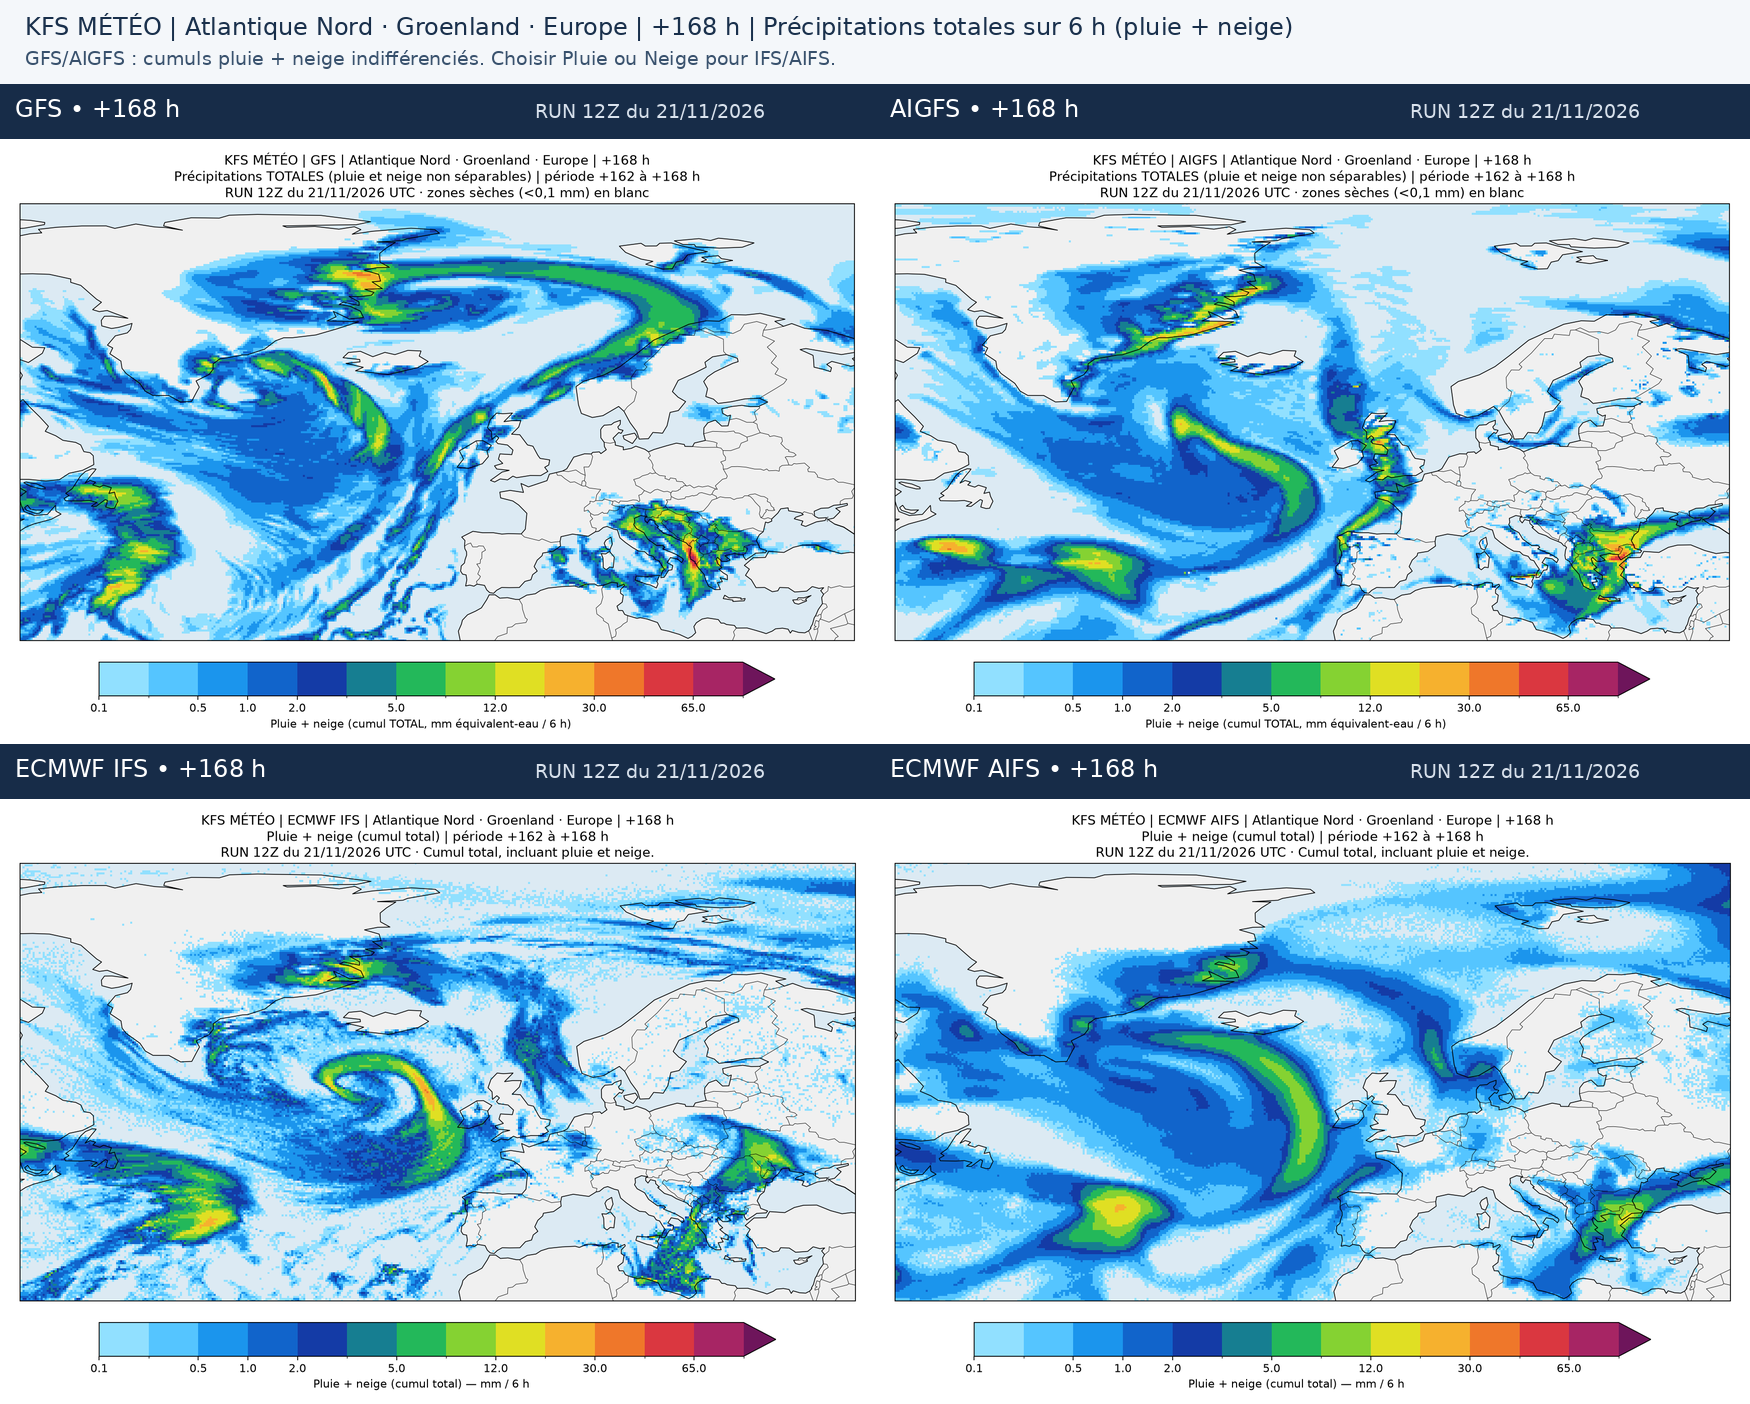 KFS MÉTÉO | Atlantique Nord · Groenland · Europe | +168 h | Précipitations totales sur 6 h (pluie + neige)
GFS/AIGFS : cumuls pluie + neige indifférenciés. Choisir Pluie ou Neige pour IFS/AIFS.
GFS • +168 h
RUN 12Z du 21/11/2026
KFS MÉTÉO | GFS | Atlantique Nord · Groenland · Europe | +168 h
Précipitations TOTALES (pluie et neige non séparables) | période +162 à +168 h
RUN 12Z du 21/11/2026 UTC · zones sèches (<0,1 mm) en blanc
0.1 0.5 1.0 2.0 5.0 12.0 30.0 65.0
Pluie + neige (cumul TOTAL, mm équivalent-eau / 6 h)
AIGFS • +168 h
RUN 12Z du 21/11/2026
KFS MÉTÉO | AIGFS | Atlantique Nord · Groenland · Europe | +168 h
Précipitations TOTALES (pluie et neige non séparables) | période +162 à +168 h
RUN 12Z du 21/11/2026 UTC · zones sèches (<0,1 mm) en blanc
0.1 0.5 1.0 2.0 5.0 12.0 30.0 65.0
Pluie + neige (cumul TOTAL, mm équivalent-eau / 6 h)
ECMWF IFS • +168 h
RUN 12Z du 21/11/2026
KFS MÉTÉO | ECMWF IFS | Atlantique Nord · Groenland · Europe | +168 h
Pluie + neige (cumul total) | période +162 à +168 h
RUN 12Z du 21/11/2026 UTC · Cumul total, incluant pluie et neige.
0.1 0.5 1.0 2.0 5.0 12.0 30.0 65.0
Pluie + neige (cumul total) — mm / 6 h
ECMWF AIFS • +168 h
RUN 12Z du 21/11/2026
KFS MÉTÉO | ECMWF AIFS | Atlantique Nord · Groenland · Europe | +168 h
Pluie + neige (cumul total) | période +162 à +168 h
RUN 12Z du 21/11/2026 UTC · Cumul total, incluant pluie et neige.
0.1 0.5 1.0 2.0 5.0 12.0 30.0 65.0
Pluie + neige (cumul total) — mm / 6 h